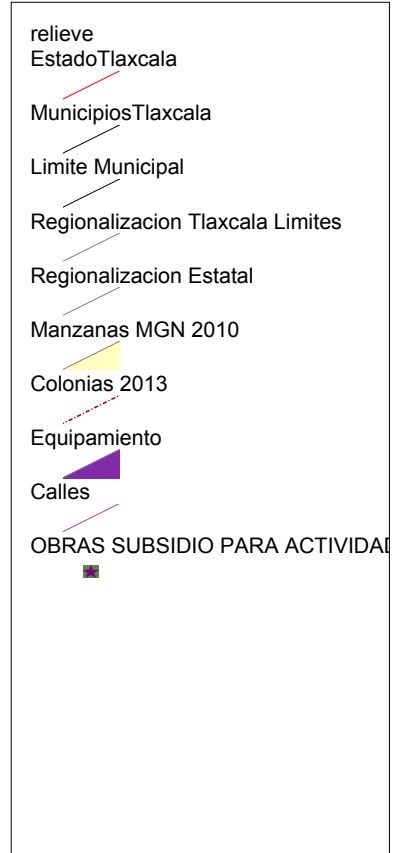 relieve
EstadoTlaxcala
MunicipiosTlaxcala
Limite Municipal
Regionalizacion Tlaxcala Limites
Regionalizacion Estatal
Manzanas MGN 2010
Colonias 2013
Equipamiento
Calles
OBRAS SUBSIDIO PARA ACTIVIDAD